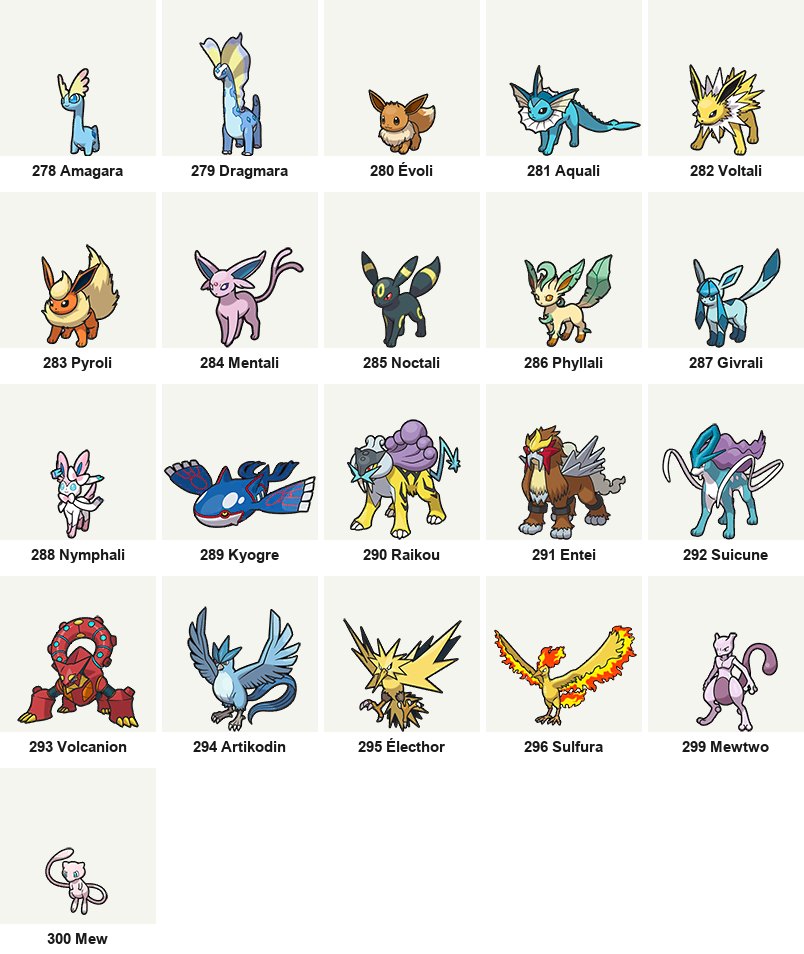 278 Amagara
279 Dragmara
280 Évoli
281 Aquali
282 Voltali
283 Pyroli
284 Mentali
285 Noctali
286 Phyllali
287 Givrali
288 Nymphali
289 Kyogre
290 Raikou
291 Entei
292 Suicune
293 Volcanion
294 Artikodin
295 Électhor
296 Sulfura
299 Mewtwo
300 Mew